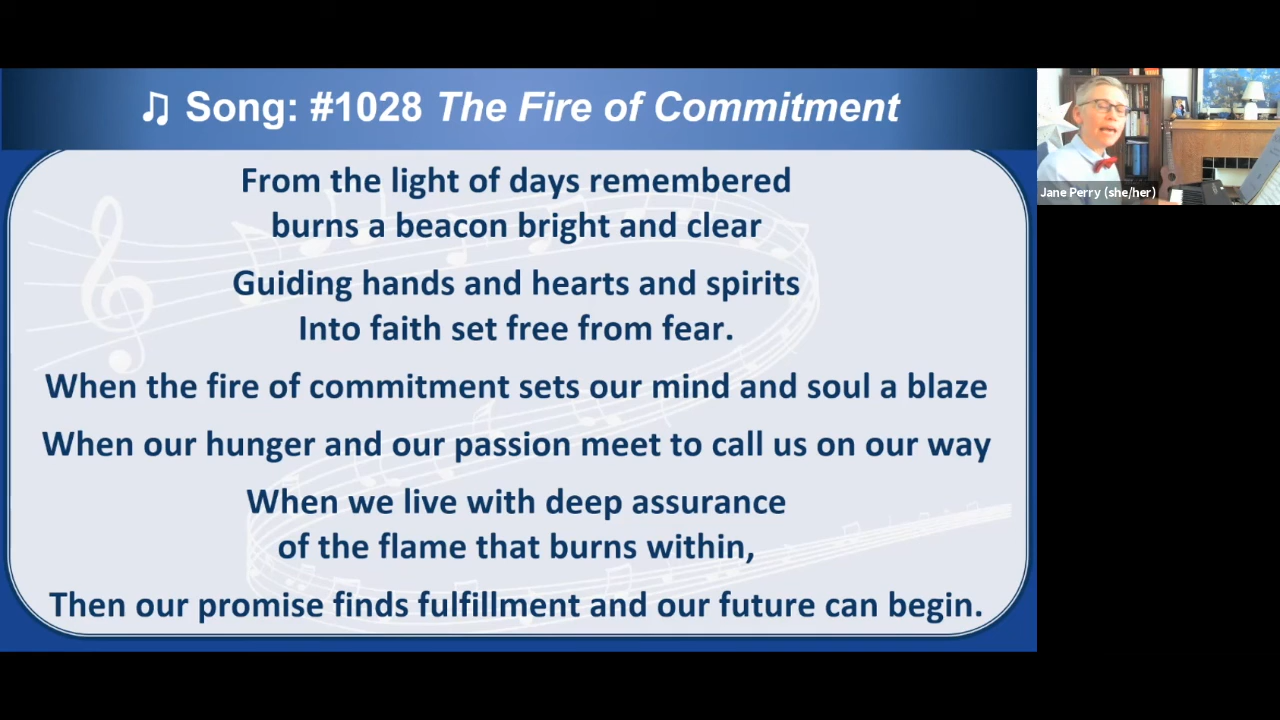 ♫ Song: #1028 The Fire of Commitment
From the light of days remembered
burns a beacon bright and clear
Guiding hands and hearts and spirits
Into faith set free from fear.
When the fire of commitment sets our mind and soul a blaze
When our hunger and our passion meet to call us on our way
When we live with deep assurance
of the flame that burns within,
Then our promise finds fulfillment and our future can begin.
Jane Perry (she/her)